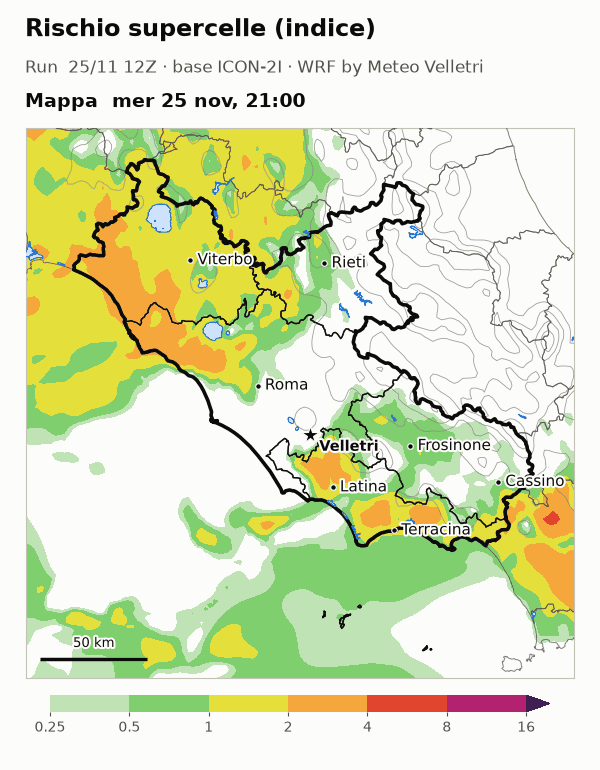 Rischio supercelle (indice)
Run  25/11 12Z · base ICON-2I · WRF by Meteo Velletri
Mappa  mer 25 nov, 21:00
Viterbo
Rieti
Roma
Velletri
Frosinone
Cassino
Latina
Terracina
50 km
0.25 0.5 1 2 4 8 16